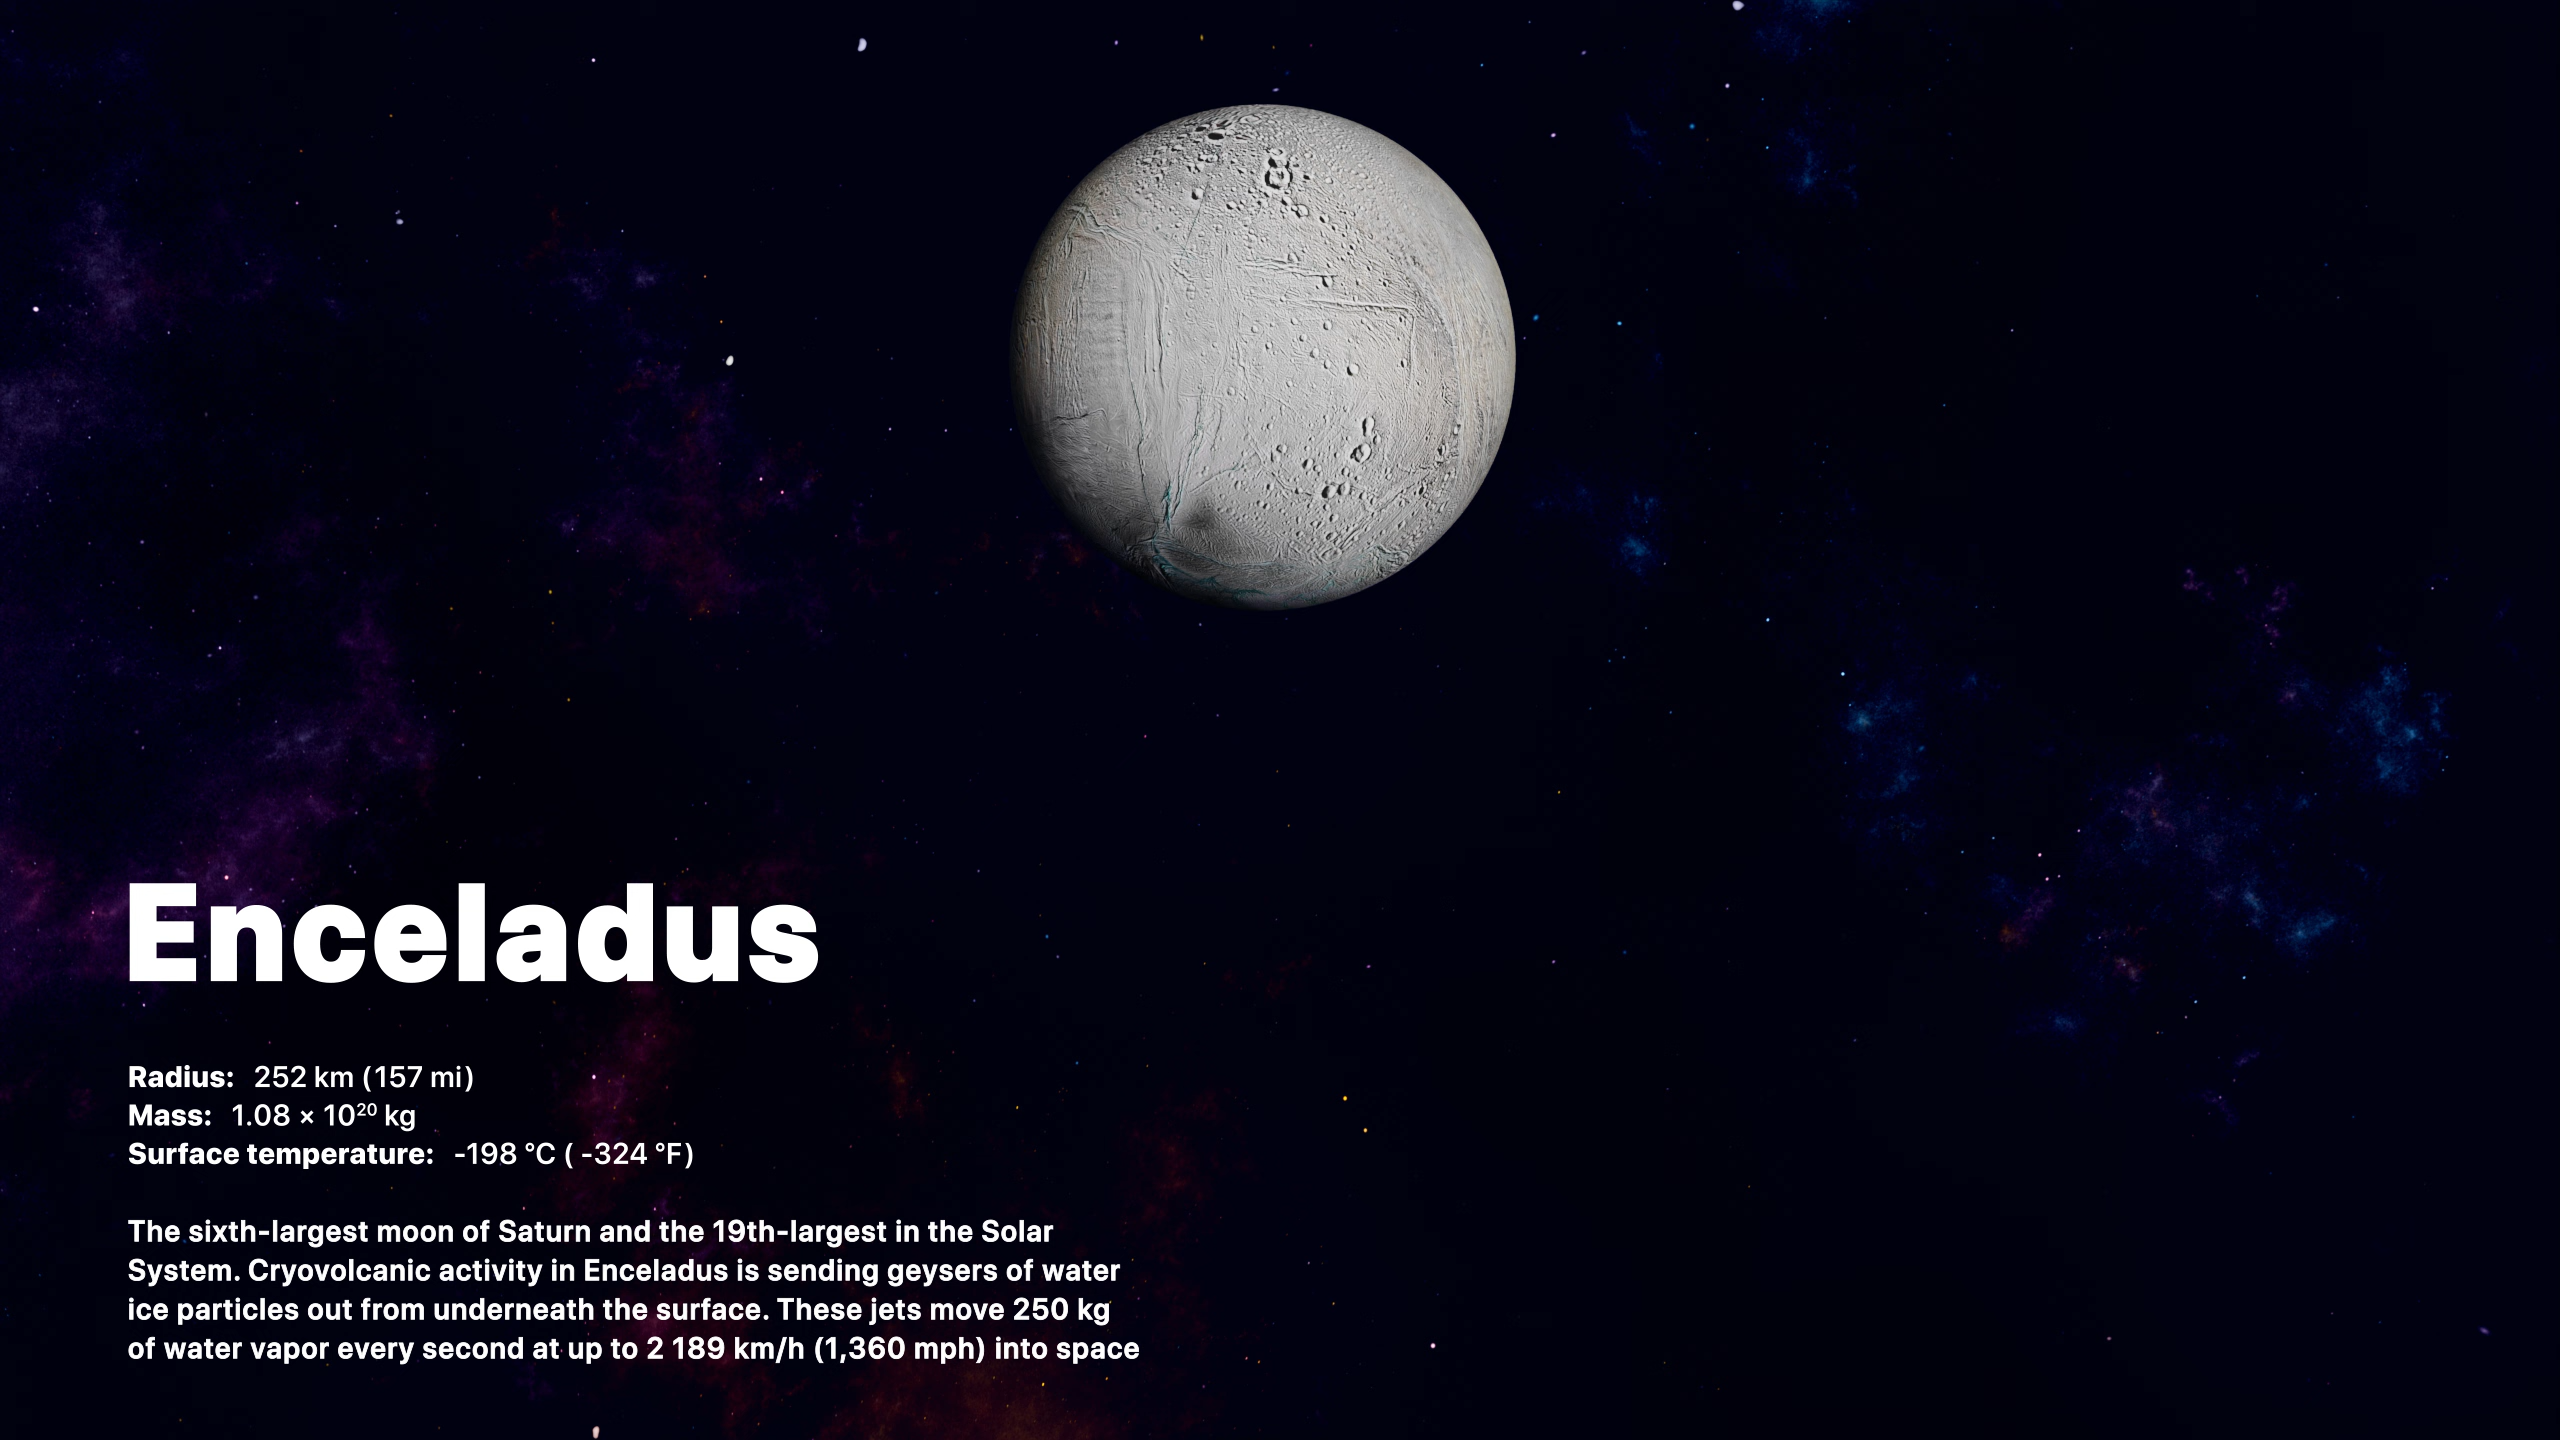 Enceladus
Radius: 252 km (157 mi)
Mass: 1.08 × 10²⁰ kg
Surface temperature: -198 °C ( -324 °F)
The sixth-largest moon of Saturn and the 19th-largest in the Solar
System. Cryovolcanic activity in Enceladus is sending geysers of water
ice particles out from underneath the surface. These jets move 250 kg
of water vapor every second at up to 2 189 km/h (1,360 mph) into space